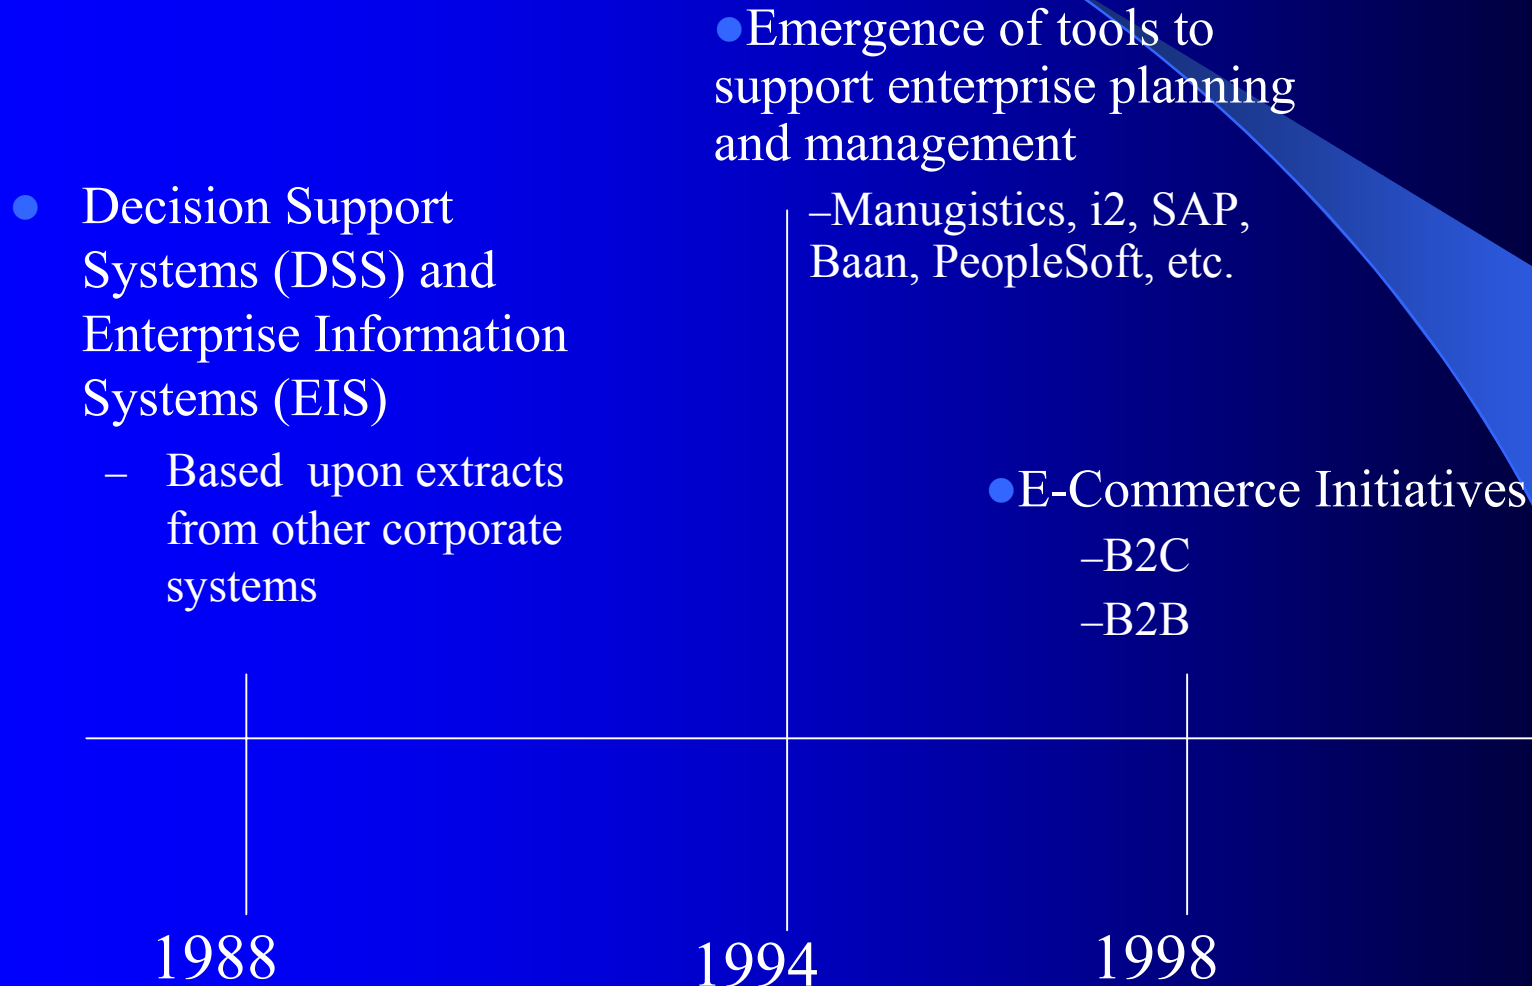 ●Emergence of tools to
support enterprise planning
and management
–Manugistics, i2, SAP,
Baan, PeopleSoft, etc.
● Decision Support
Systems (DSS) and
Enterprise Information
Systems (EIS)
– Based upon extracts
from other corporate
systems
●E-Commerce Initiatives
–B2C
–B2B
1988
1994
1998